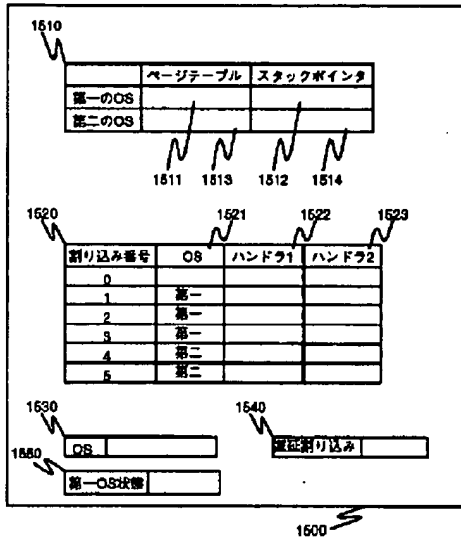 1510
ページテーブル スタックポインタ
第一のOS
第二のOS
1511 1513 1512 1514
1520 1521 1522 1523
割り込み番号 OS ハンドラ1 ハンドラ2
0
1 第一
2 第一
3 第一
4 第二
5 第二
1530 1540
OS 遅延割り込み
1550
第一OS状態
1500